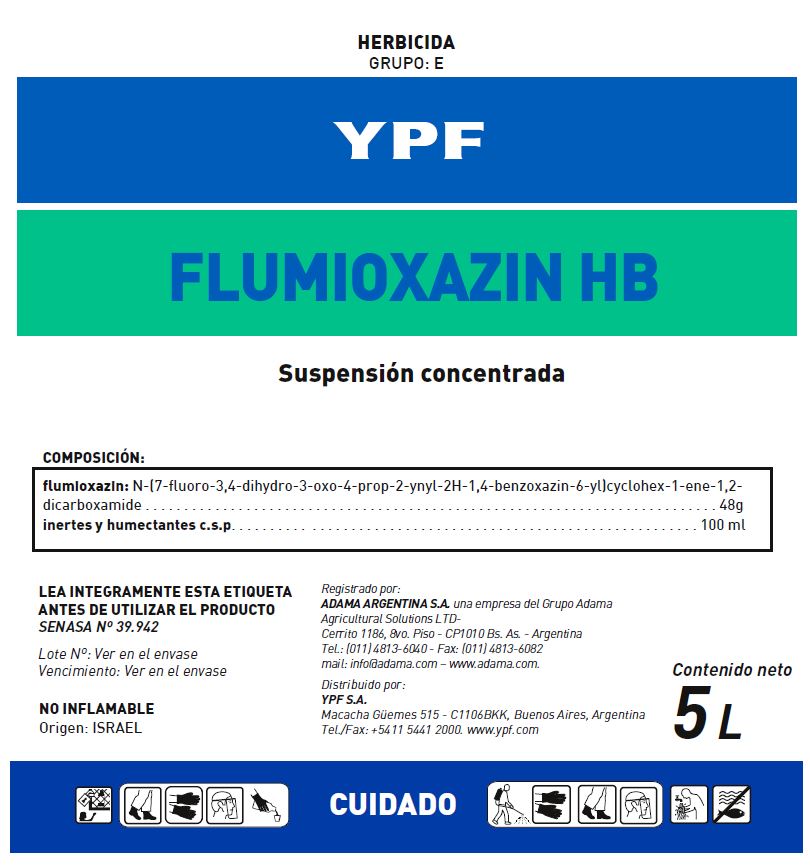 HERBICIDA
GRUPO: E
YPF
FLUMIOXAZIN HB
Suspensión concentrada
COMPOSICIÓN:
flumioxazin: N-(7-fluoro-3,4-dihydro-3-oxo-4-prop-2-ynyl-2H-1,4-benzoxazin-6-yl)cyclohex-1-ene-1,2-
dicarboxamide . . . . . . . . . . . . . . . . . . . . . . . . . . . . . . . . . . . . . . . . . . . . . . . . . . . . . . . . . . . . . . . . . . . . . . . . . . 48g
inertes y humectantes c.s.p. . . . . . . . . . . . . . . . . . . . . . . . . . . . . . . . . . . . . . . . . . . . . . . . . . . . . . . . . . . . 100 ml
LEA INTEGRAMENTE ESTA ETIQUETA
ANTES DE UTILIZAR EL PRODUCTO
SENASA Nº 39.942
Lote Nº: Ver en el envase
Vencimiento: Ver en el envase
NO INFLAMABLE
Origen: ISRAEL
Registrado por:
ADAMA ARGENTINA S.A. una empresa del Grupo Adama
Agricultural Solutions LTD-
Cerrito 1186, 8vo. Piso - CP1010 Bs. As. - Argentina
Tel.: (011) 4813-6040 - Fax: (011) 4813-6082
mail: info@adama.com – www.adama.com.
Distribuido por:
YPF S.A.
Macacha Güemes 515 - C1106BKK, Buenos Aires, Argentina
Tel./Fax: +5411 5441 2000. www.ypf.com
Contenido neto
5 L
CUIDADO